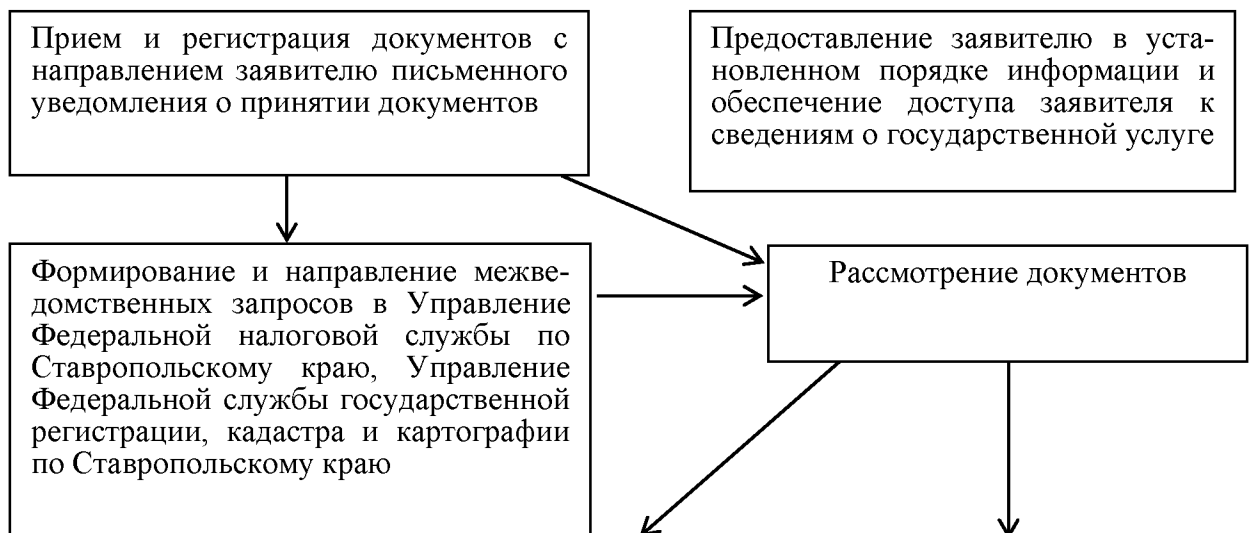 Прием и регистрация документов с
направлением заявителю письменного
уведомления о принятии документов
Предоставление заявителю в уста-
новленном порядке информации и
обеспечение доступа заявителя к
сведениям о государственной услуге
Формирование и направление межве-
домственных запросов в Управление
Федеральной налоговой службы по
Ставропольскому краю, Управление
Федеральной службы государственной
регистрации, кадастра и картографии
по Ставропольскому краю
Рассмотрение документов